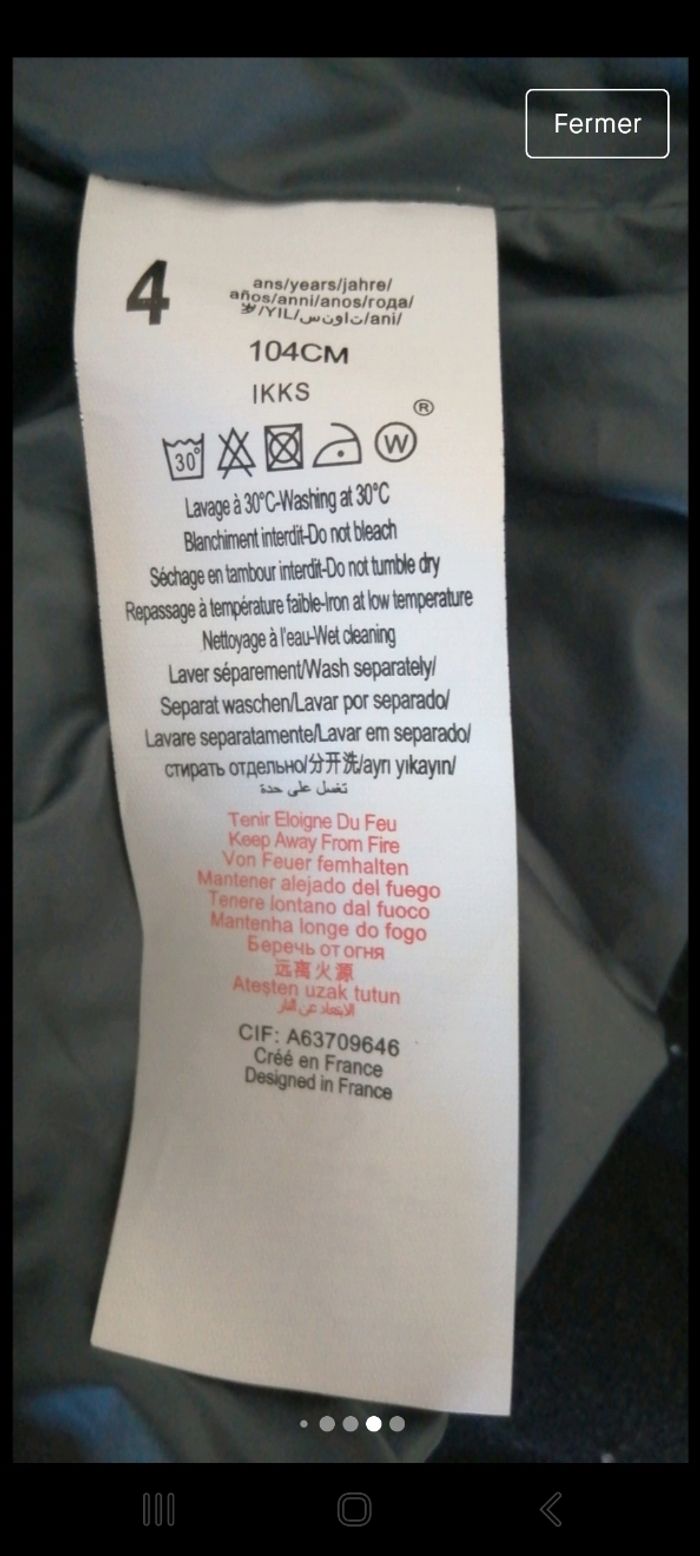 Fermer
4
ans/years/jahre/
años/anni/anos/года/
岁/YIL/تاونس/ani/
104CM
IKKS
®
30° W
Lavage à 30°C-Washing at 30°C
Blanchiment interdit-Do not bleach
Séchage en tambour interdit-Do not tumble dry
Repassage à température faible-Iron at low temperature
Nettoyage à l'eau-Wet cleaning
Laver séparement/Wash separately/
Separat waschen/Lavar por separado/
Lavare separatamente/Lavar em separado/
стирать отдельно/分开洗/ayrı yıkayın/
تغسل على حدة
Tenir Eloigne Du Feu
Keep Away From Fire
Von Feuer femhalten
Mantener alejado del fuego
Tenere lontano dal fuoco
Mantenha longe do fogo
Беречь от огня
远离火源
Ateşten uzak tutun
الابتعاد عن النار
CIF: A63709646
Créé en France
Designed in France